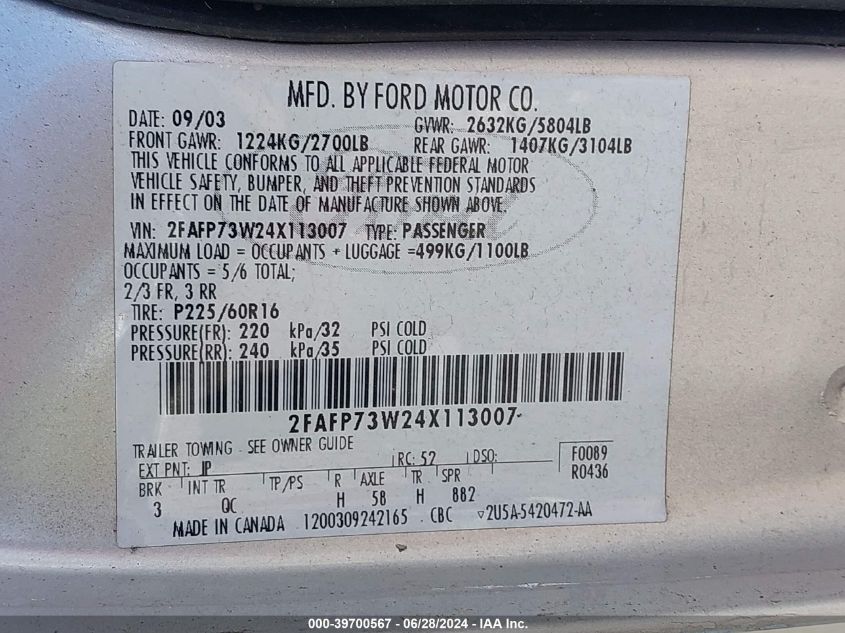 MFD. BY FORD MOTOR CO.
DATE: 09/03 GVWR: 2632KG/5804LB
FRONT GAWR: 1224KG/2700LB REAR GAWR: 1407KG/3104LB
THIS VEHICLE CONFORMS TO ALL APPLICABLE FEDERAL MOTOR
VEHICLE SAFETY, BUMPER, AND THEFT PREVENTION STANDARDS
IN EFFECT ON THE DATE OF MANUFACTURE SHOWN ABOVE.
VIN: 2FAFP73W24X113007 TYPE: PASSENGER
MAXIMUM LOAD = OCCUPANTS + LUGGAGE =499KG/1100LB
OCCUPANTS = 5/6 TOTAL;
2/3 FR, 3 RR
TIRE: P225/60R16
PRESSURE(FR): 220 kPa/32 PSI COLD
PRESSURE(RR): 240 kPa/35 PSI COLD
2FAFP73W24X113007-
TRAILER TOWING - SEE OWNER GUIDE
EXT PNT: JP RC: 52 DSO: F0089
R0436
BRK INT TR TP/PS R AXLE TR SPR
3 QC H 58 H 882
MADE IN CANADA 1200309242165 CBC ▽2U5A-5420472-AA
000-39700567 - 06/28/2024 - IAA Inc.